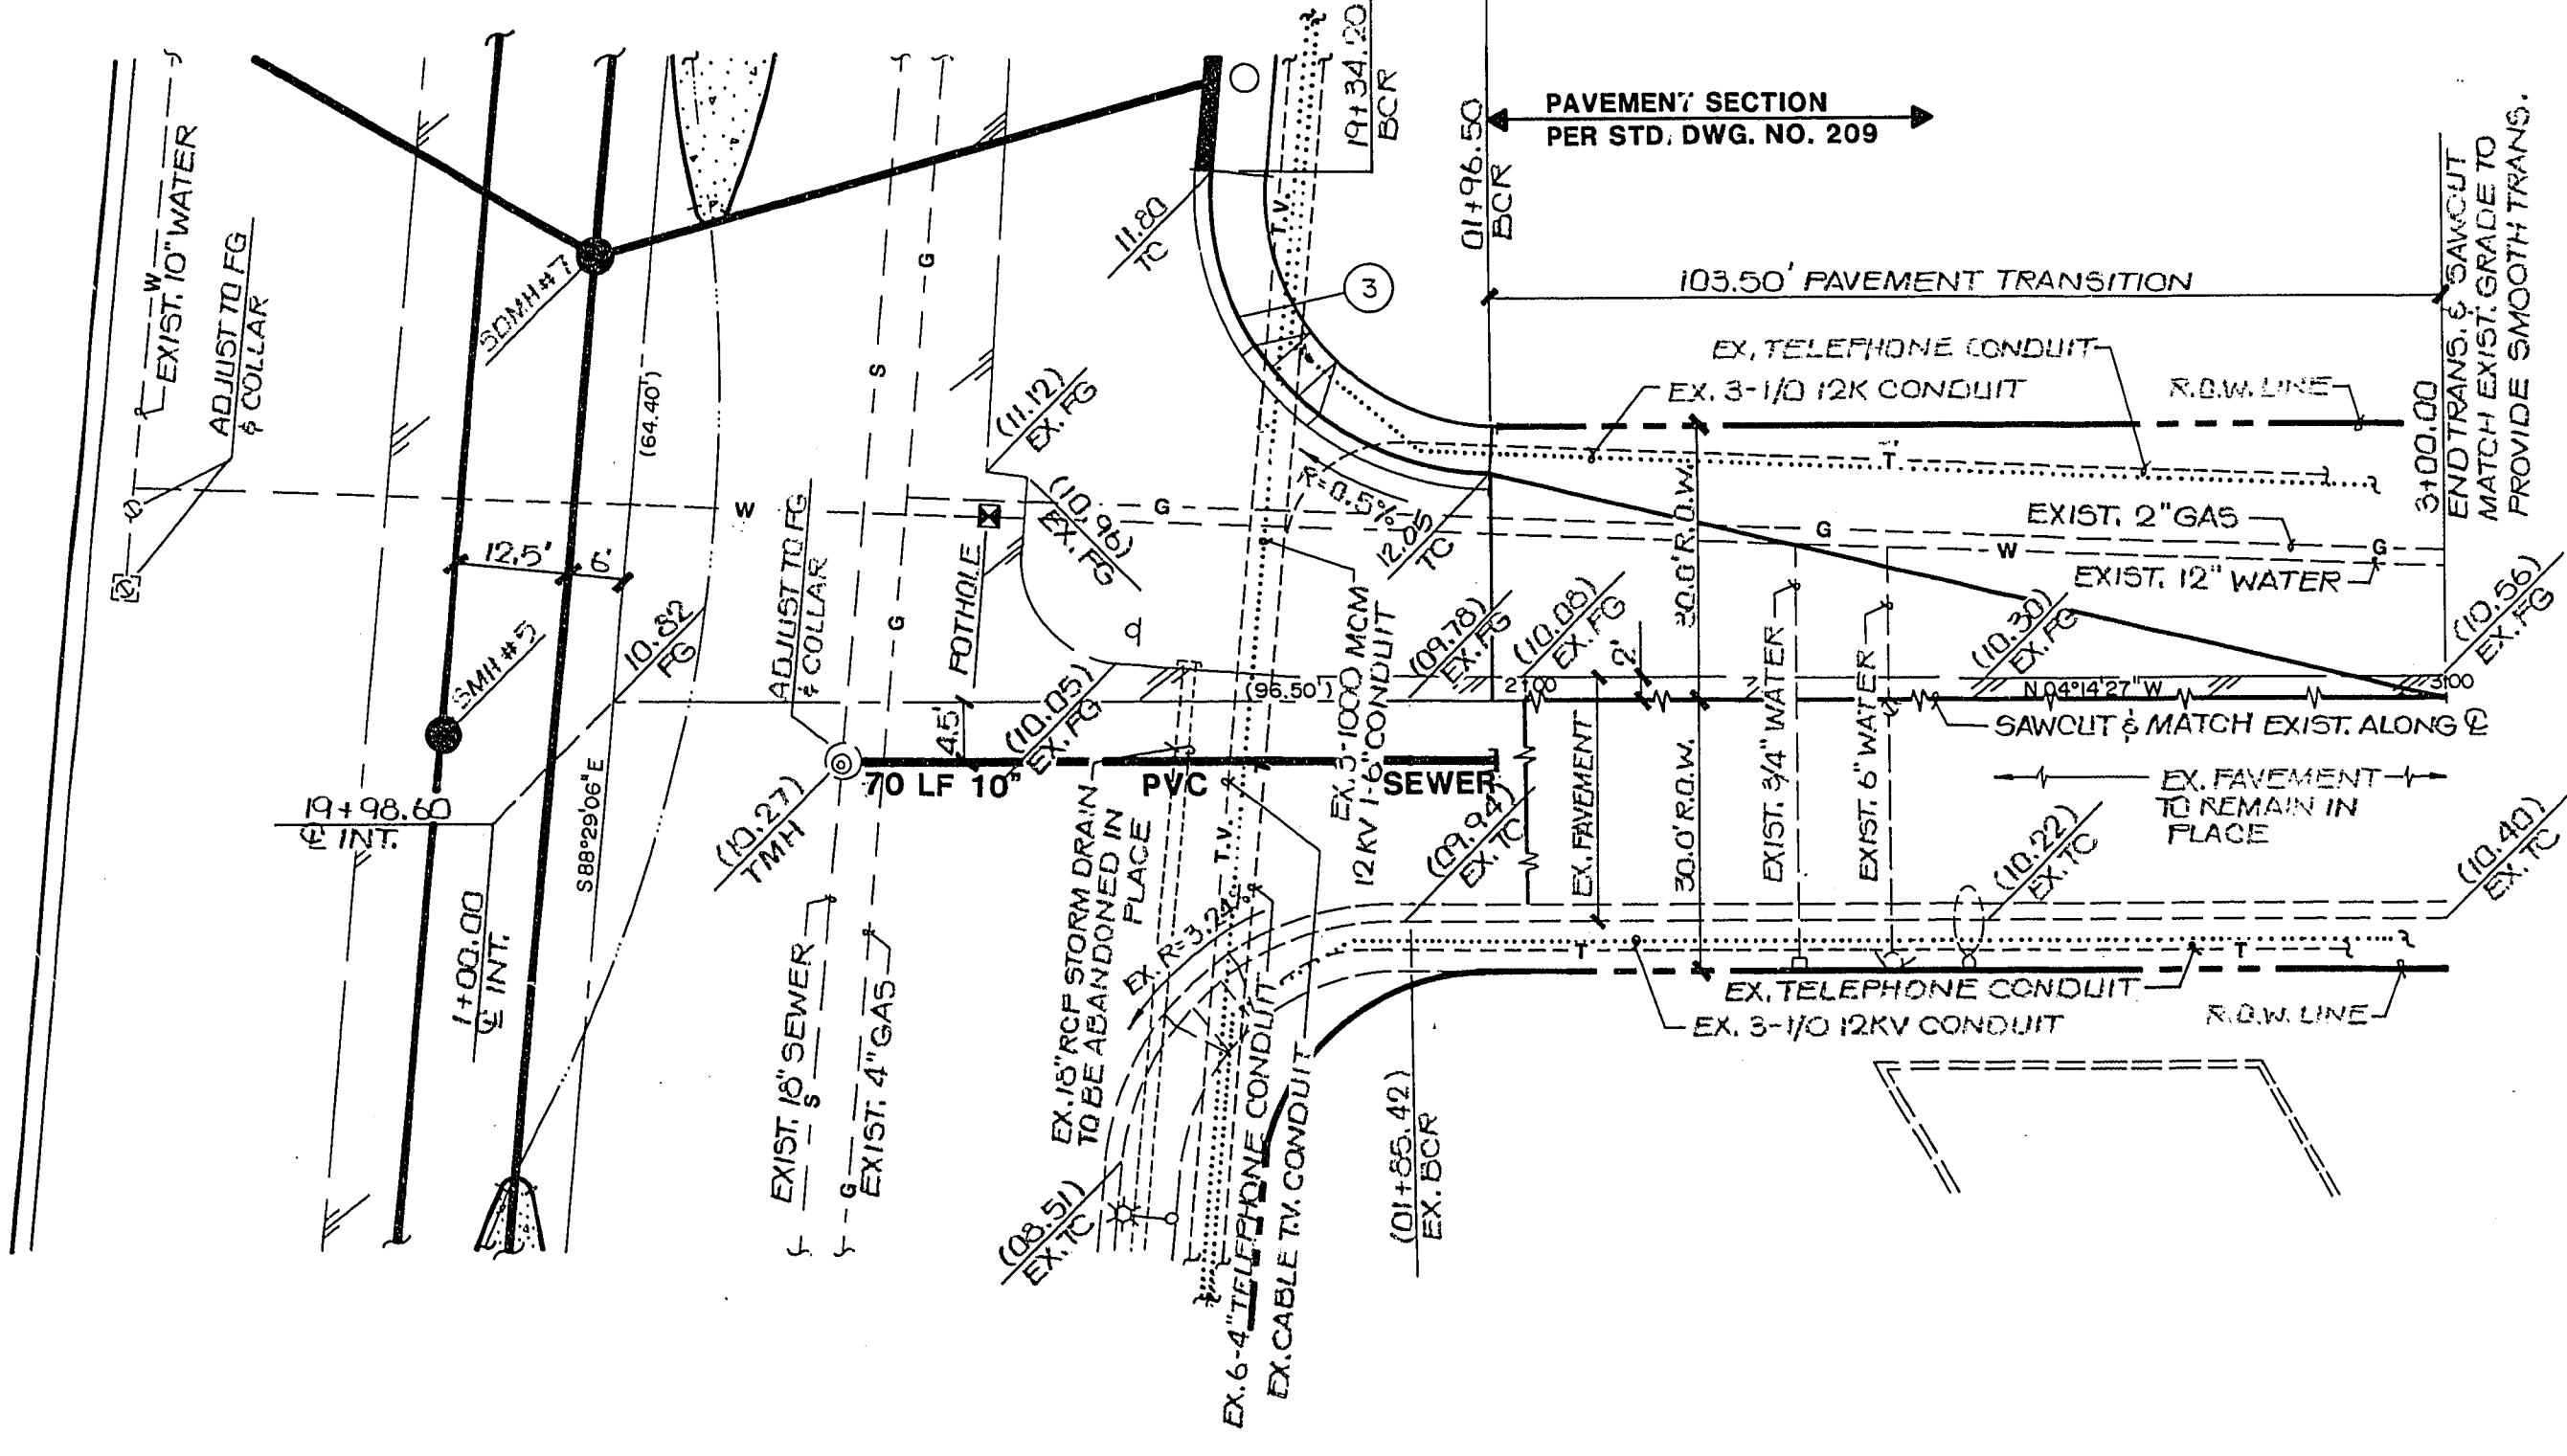 EXIST. 10" WATER
W
ADJUST TO FG
& COLLAR
SDMH#7
(64.40')
S
G
G
11.80
TC
19+34.20
BCR
01+96.50
BCR
PAVEMENT SECTION
PER STD. DWG. NO. 209
103.50' PAVEMENT TRANSITION
3+00.00
END TRANS. & SAWCUT
MATCH EXIST. GRADE TO
PROVIDE SMOOTH TRANS.
3
T.V.
EX. TELEPHONE CONDUIT
EX. 3-1/0 12K CONDUIT
R.O.W. LINE
T
(11.12)
EX. FG
(10.96)
EX. FG
R=0.5%
12.05
TC
W
G
G
W
G
EXIST. 2" GAS
EXIST. 12" WATER
12.5'
6'
SMH #5
10.82
FG
ADJUST TO FG
& COLLAR
POTHOLE
4.5'
(10.05)
EX. FG
(96.50')
EX. 3-1000 MCM
12KV 1-6" CONDUIT
(09.78)
EX. FG
(10.08)
EX. FG
2'
30.0' R.O.W.
2+00
EXIST. 3/4" WATER
EXIST. 6" WATER
(10.30)
EX. FG
(10.56)
EX. FG
N 04°14'27" W
3+00
SAWCUT & MATCH EXIST. ALONG ℄
EX. PAVEMENT
TO REMAIN IN
PLACE
19+98.60
℄ INT.
1+00.00
℄ INT.
S88°29'06"E
(10.27)
TMH
70 LF 10" PVC SEWER
EX. PAVEMENT
30.0' R.O.W.
(09.94)
EX. TC
(10.22)
EX. TC
(10.40)
EX. TC
EXIST. 18" SEWER
S
EXIST. 4" GAS
G
EX. 18" RCP STORM DRAIN
TO BE ABANDONED IN
PLACE
T.V.
T
T
EX. TELEPHONE CONDUIT
EX. 3-1/0 12KV CONDUIT
R.O.W. LINE
(08.51)
EX. TC
(01+85.42)
EX. BCR
EX. 6-4" TELEPHONE CONDUIT
EX. CABLE T.V. CONDUIT